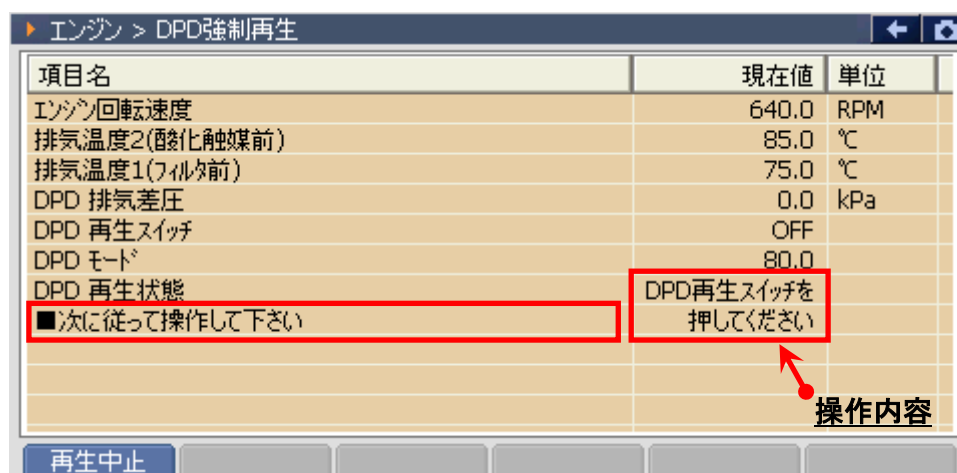 エンジン > DPD強制再生
項目名 現在値 単位
エンジン回転速度 640.0 RPM
排気温度2(酸化触媒前) 85.0 ℃
排気温度1(フィルタ前) 75.0 ℃
DPD 排気差圧 0.0 kPa
DPD 再生スイッチ OFF
DPD モード 80.0
DPD 再生状態 DPD再生スイッチを
■次に従って操作して下さい 押してください
操作内容
再生中止